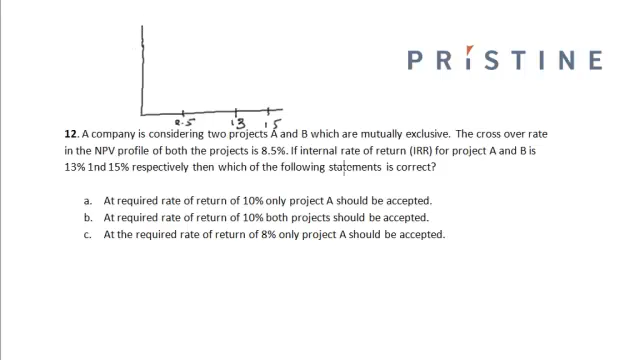 PRISTINE
8.5 13 15
12. A company is considering two projects A and B which are mutually exclusive. The cross over rate
in the NPV profile of both the projects is 8.5%. If internal rate of return (IRR) for project A and B is
13% 1nd 15% respectively then which of the following statements is correct?
a. At required rate of return of 10% only project A should be accepted.
b. At required rate of return of 10% both projects should be accepted.
c. At the required rate of return of 8% only project A should be accepted.